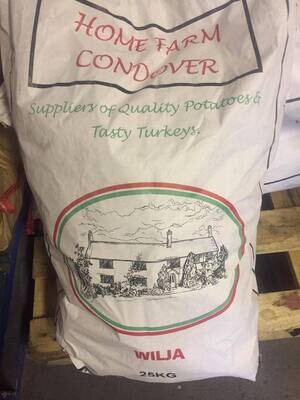 HOME FARM
CONDOVER
Suppliers of Quality Potatoes &
Tasty Turkeys.
WILJA
25KG